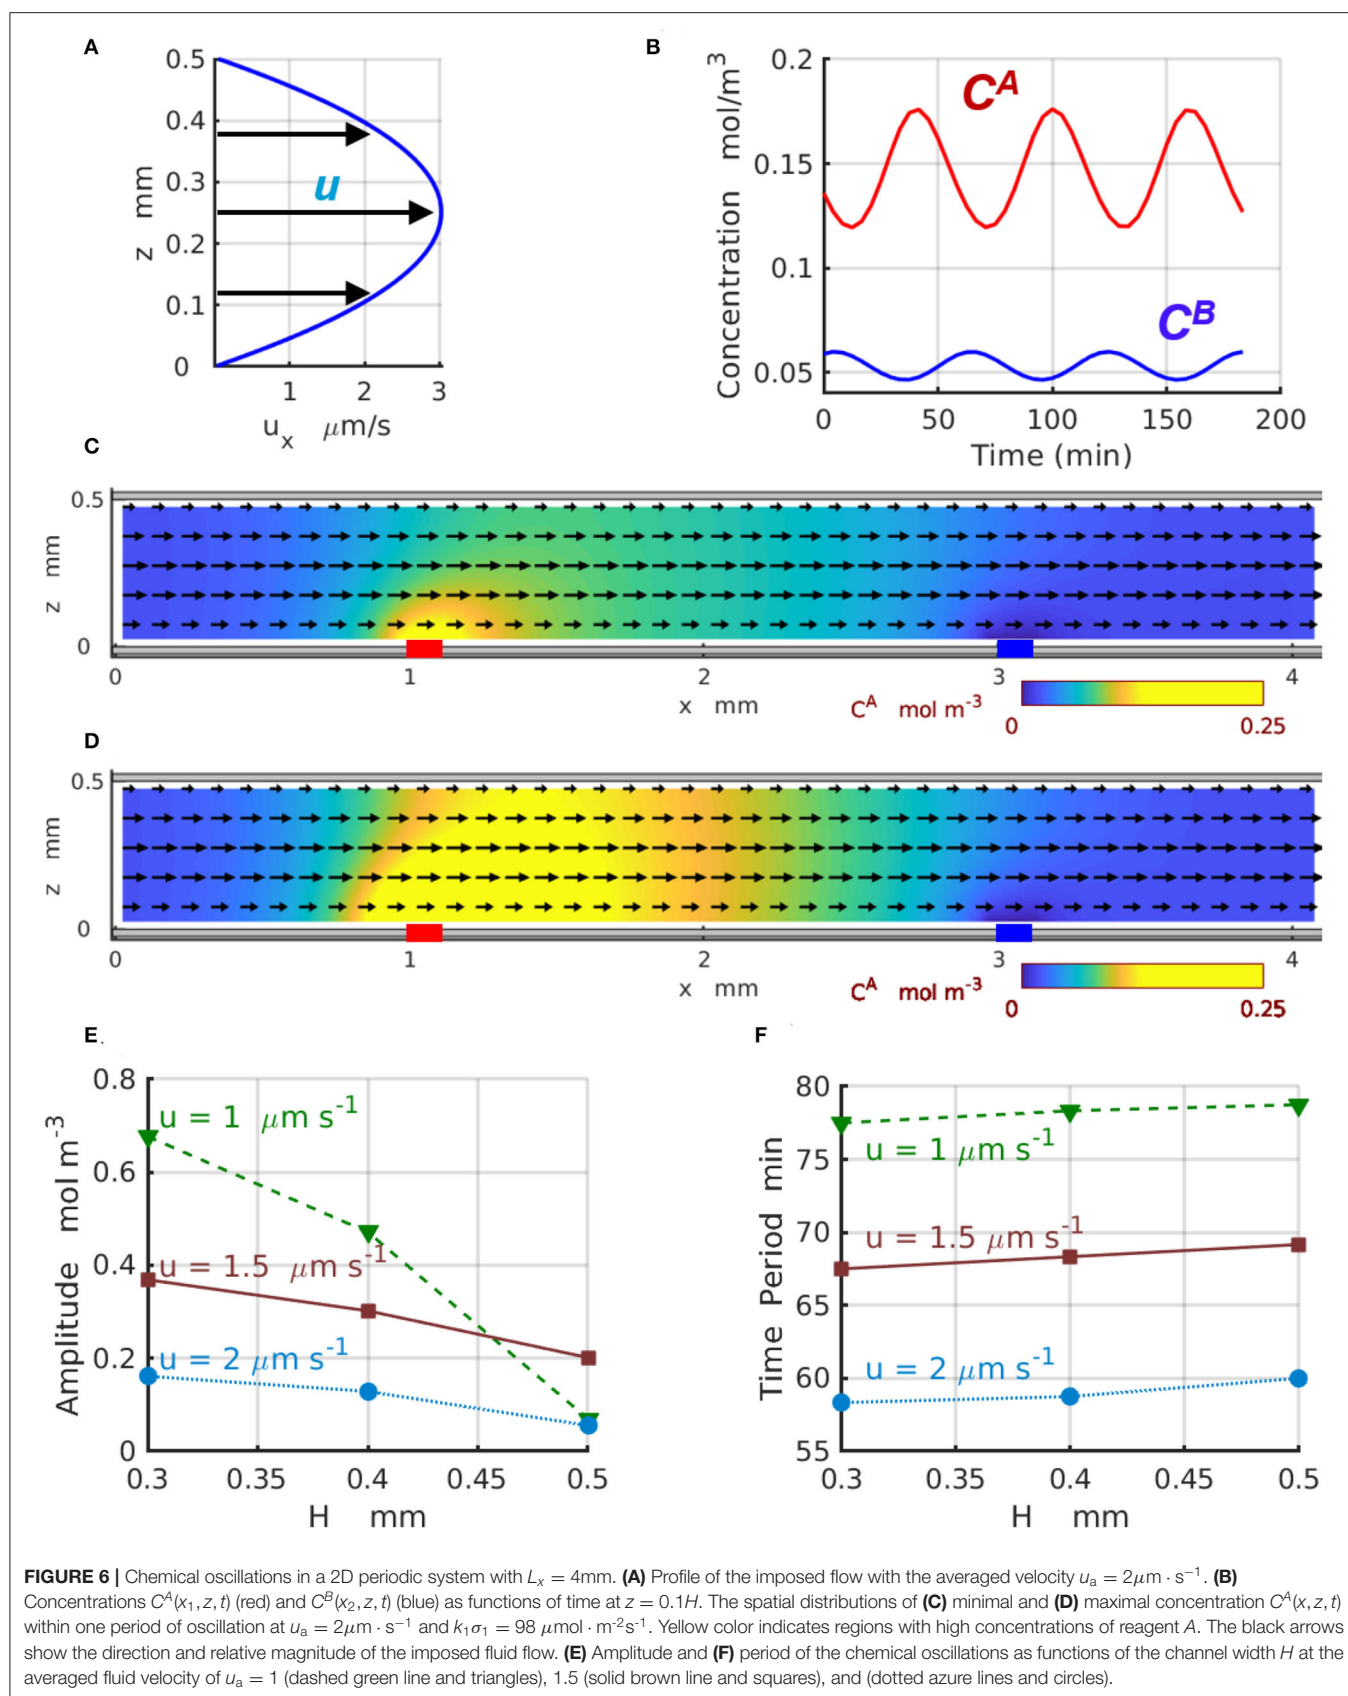 A
0.5
0.4
0.3
0.2
0.1
0
z mm
u
1 2 3
u_x μm/s
B
0.2
0.15
0.1
0.05
Concentration mol/m³
C^A
C^B
0 50 100 150 200
Time (min)
C
0.5
z mm
0
0 1 2 3 4
x mm
C^A mol m⁻³
0 0.25
D
0.5
z mm
0
0 1 2 3 4
x mm
C^A mol m⁻³
0 0.25
E
0.8
0.6
0.4
0.2
0
Amplitude mol m⁻³
u = 1 μm s⁻¹
u = 1.5 μm s⁻¹
u = 2 μm s⁻¹
0.3 0.35 0.4 0.45 0.5
H mm
F
80
75
70
65
60
55
Time Period min
u = 1 μm s⁻¹
u = 1.5 μm s⁻¹
u = 2 μm s⁻¹
0.3 0.35 0.4 0.45 0.5
H mm
FIGURE 6 | Chemical oscillations in a 2D periodic system with Lₓ = 4mm. (A) Profile of the imposed flow with the averaged velocity uₐ = 2μm · s⁻¹. (B)
Concentrations C^A(x₁,z,t) (red) and C^B(x₂,z,t) (blue) as functions of time at z = 0.1H. The spatial distributions of (C) minimal and (D) maximal concentration C^A(x,z,t)
within one period of oscillation at uₐ = 2μm · s⁻¹ and k₁σ₁ = 98 μmol · m⁻²s⁻¹. Yellow color indicates regions with high concentrations of reagent A. The black arrows
show the direction and relative magnitude of the imposed fluid flow. (E) Amplitude and (F) period of the chemical oscillations as functions of the channel width H at the
averaged fluid velocity of uₐ = 1 (dashed green line and triangles), 1.5 (solid brown line and squares), and (dotted azure lines and circles).